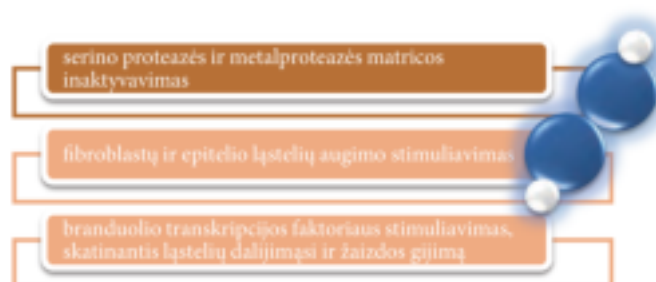 serino proteazės ir metalproteazės matricos
inaktyvavimas
fibroblastų ir epitelio ląstelių augimo stimuliavimas
branduolio transkripcijos faktoriaus stimuliavimas,
skatinantis ląstelių dalijimąsi ir žaizdos gijimą